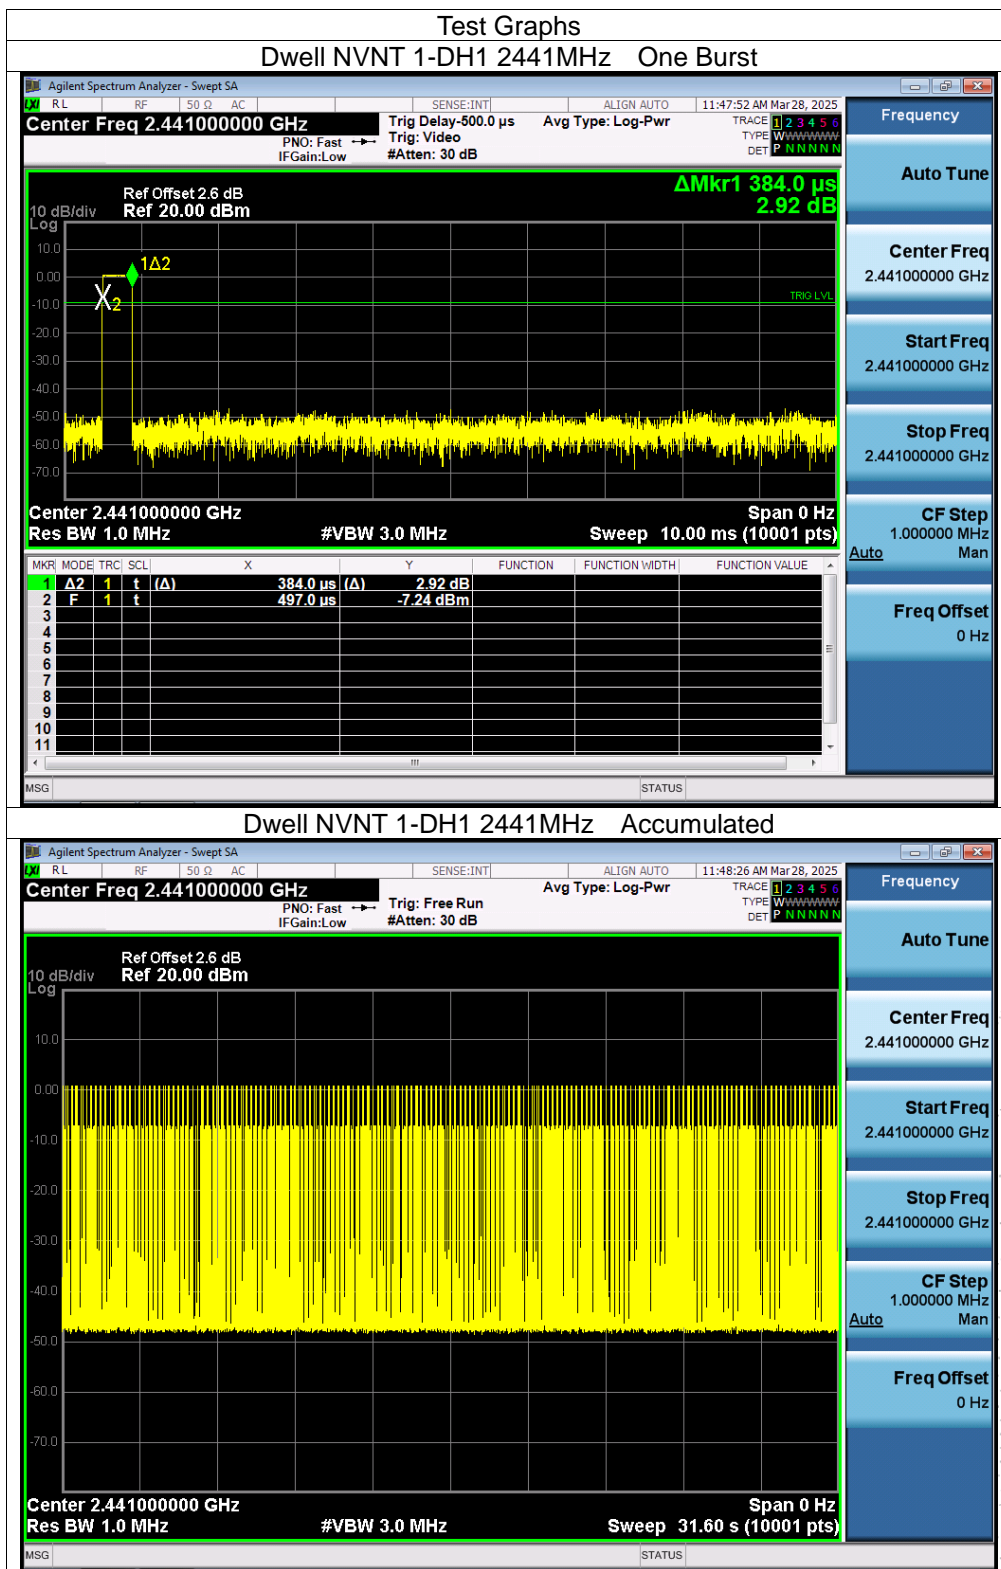 Test Graphs
Dwell NVNT 1-DH1 2441MHz One Burst
Agilent Spectrum Analyzer - Swept SA
LXI RL RF 50 Ω AC SENSE:INT ALIGN AUTO 11:47:52 AM Mar 28, 2025
Center Freq 2.441000000 GHz
PNO: Fast
IFGain:Low
Trig Delay-500.0 µs
Trig: Video
#Atten: 30 dB
Avg Type: Log-Pwr
TRACE 1 2 3 4 5 6
TYPE WWWWWW
DET P N N N N N
ΔMkr1 384.0 µs
2.92 dB
Ref Offset 2.6 dB
10 dB/div Ref 20.00 dBm
Log
10.0
1Δ2
0.00
X2
TRIG LVL
-10.0
-20.0
-30.0
-40.0
-50.0
-60.0
-70.0
Center 2.441000000 GHz Span 0 Hz
Res BW 1.0 MHz #VBW 3.0 MHz Sweep 10.00 ms (10001 pts)
MKR MODE TRC SCL X Y FUNCTION FUNCTION WIDTH FUNCTION VALUE
1 Δ2 1 t (Δ) 384.0 µs (Δ) 2.92 dB
2 F 1 t 497.0 µs -7.24 dBm
3
4
5
6
7
8
9
10
11
MSG STATUS
Frequency
Auto Tune
Center Freq
2.441000000 GHz
Start Freq
2.441000000 GHz
Stop Freq
2.441000000 GHz
CF Step
1.000000 MHz
Auto Man
Freq Offset
0 Hz
Dwell NVNT 1-DH1 2441MHz Accumulated
Agilent Spectrum Analyzer - Swept SA
LXI RL RF 50 Ω AC SENSE:INT ALIGN AUTO 11:48:26 AM Mar 28, 2025
Center Freq 2.441000000 GHz
PNO: Fast
IFGain:Low
Trig: Free Run
#Atten: 30 dB
Avg Type: Log-Pwr
TRACE 1 2 3 4 5 6
TYPE WWWWWW
DET P N N N N N
Ref Offset 2.6 dB
10 dB/div Ref 20.00 dBm
Log
10.0
0.00
-10.0
-20.0
-30.0
-40.0
-50.0
-60.0
-70.0
Center 2.441000000 GHz Span 0 Hz
Res BW 1.0 MHz #VBW 3.0 MHz Sweep 31.60 s (10001 pts)
MSG STATUS
Frequency
Auto Tune
Center Freq
2.441000000 GHz
Start Freq
2.441000000 GHz
Stop Freq
2.441000000 GHz
CF Step
1.000000 MHz
Auto Man
Freq Offset
0 Hz